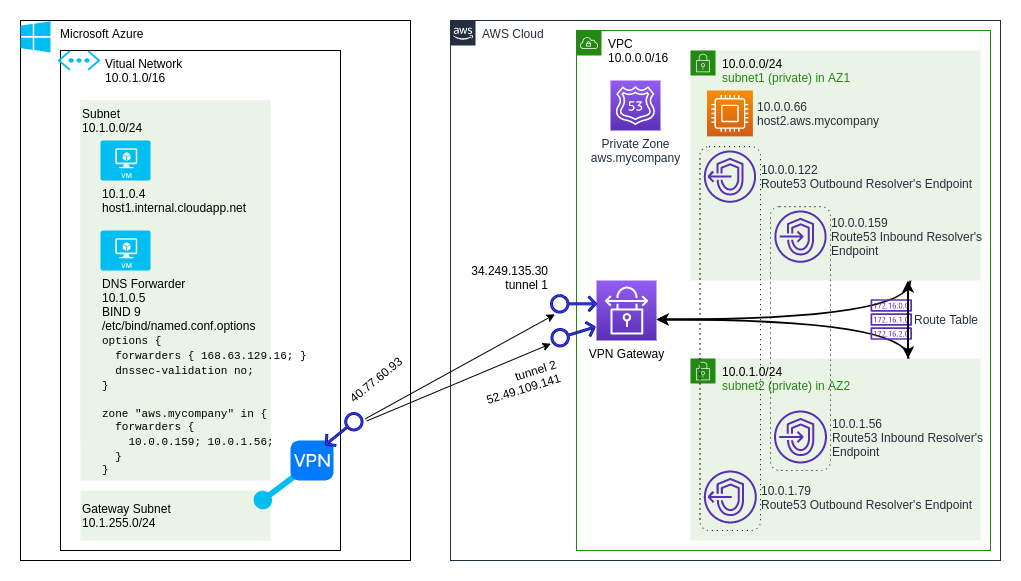 Microsoft Azure
Vitual Network
10.0.1.0/16
Subnet
10.1.0.0/24
VM
10.1.0.4
host1.internal.cloudapp.net
VM
DNS Forwarder
10.1.0.5
BIND 9
/etc/bind/named.conf.options
options {
forwarders { 168.63.129.16; }
dnssec-validation no;
}
zone "aws.mycompany" in {
forwarders {
10.0.0.159; 10.0.1.56;
}
}
VPN
Gateway Subnet
10.1.255.0/24
40.77.60.93
34.249.135.30
tunnel 1
tunnel 2
52.49.109.141
aws
AWS Cloud
VPC
10.0.0.0/16
53
Private Zone
aws.mycompany
VPN Gateway
10.0.0.0/24
subnet1 (private) in AZ1
10.0.0.66
host2.aws.mycompany
10.0.0.122
Route53 Outbound Resolver's Endpoint
10.0.0.159
Route53 Inbound Resolver's
Endpoint
172.16.0.0
172.16.1.0
172.16.2.0
Route Table
10.0.1.0/24
subnet2 (private) in AZ2
10.0.1.56
Route53 Inbound Resolver's
Endpoint
10.0.1.79
Route53 Outbound Resolver's Endpoint